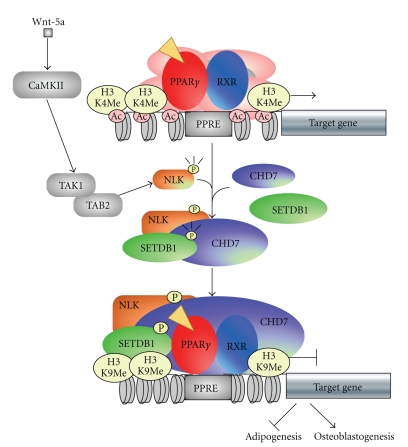 Wnt-5a
CaMKII
TAK1
TAB2
PPARγ
RXR
H3
K4Me
H3
K4Me
H3
K4Me
Ac
Ac
Ac
Ac
Ac
PPRE
Target gene
P
NLK
CHD7
SETDB1
NLK
P
P
SETDB1
CHD7
NLK
P
CHD7
P
SETDB1
PPARγ
RXR
H3
K9Me
H3
K9Me
H3
K9Me
PPRE
Target gene
Adipogenesis
Osteoblastogenesis